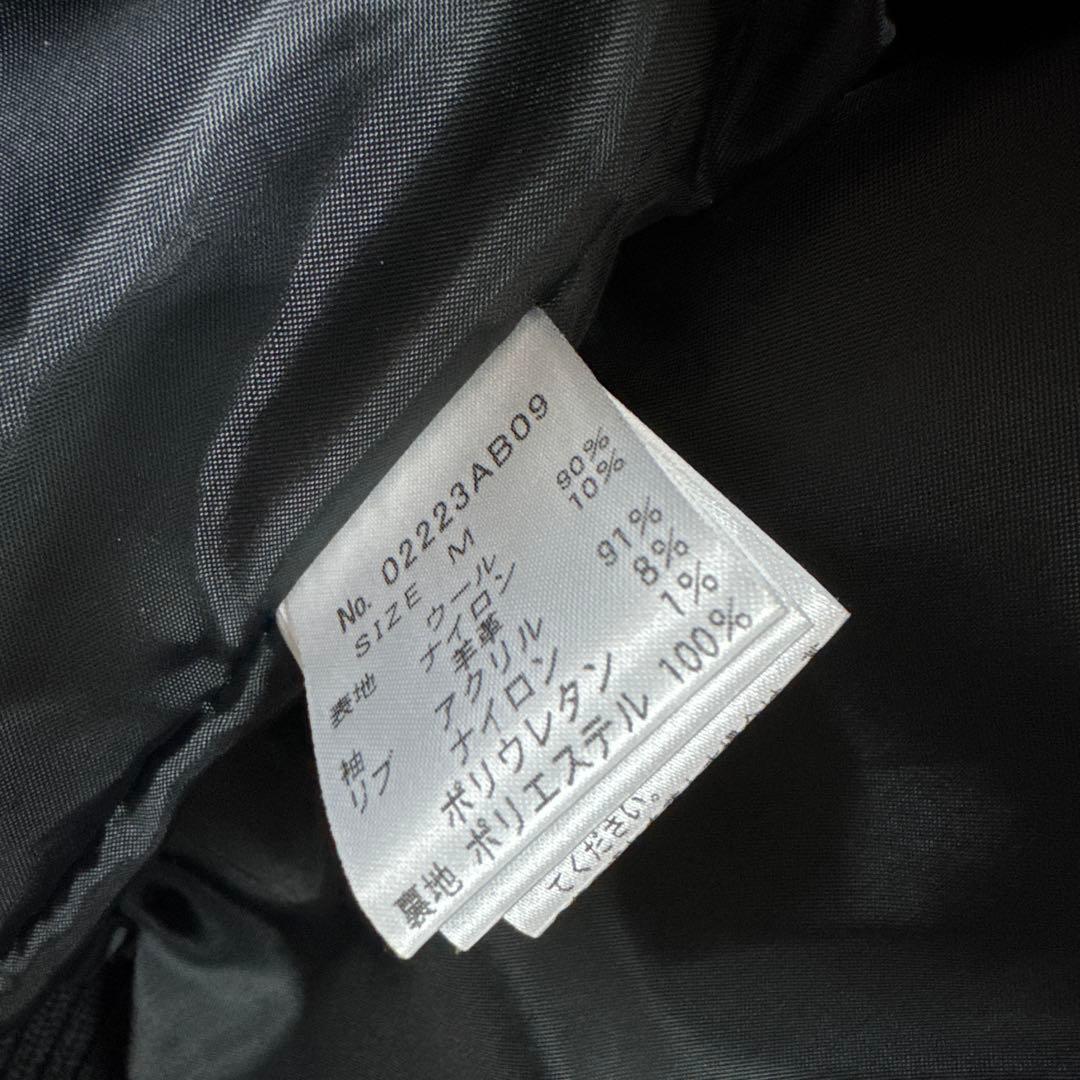 No. 02223AB09
SIZE M
表地 ウール 90%
ナイロン 10%
袖 羊革
リブ アクリル 91%
ナイロン 8%
ポリウレタン 1%
裏地 ポリエステル 100%
てください。